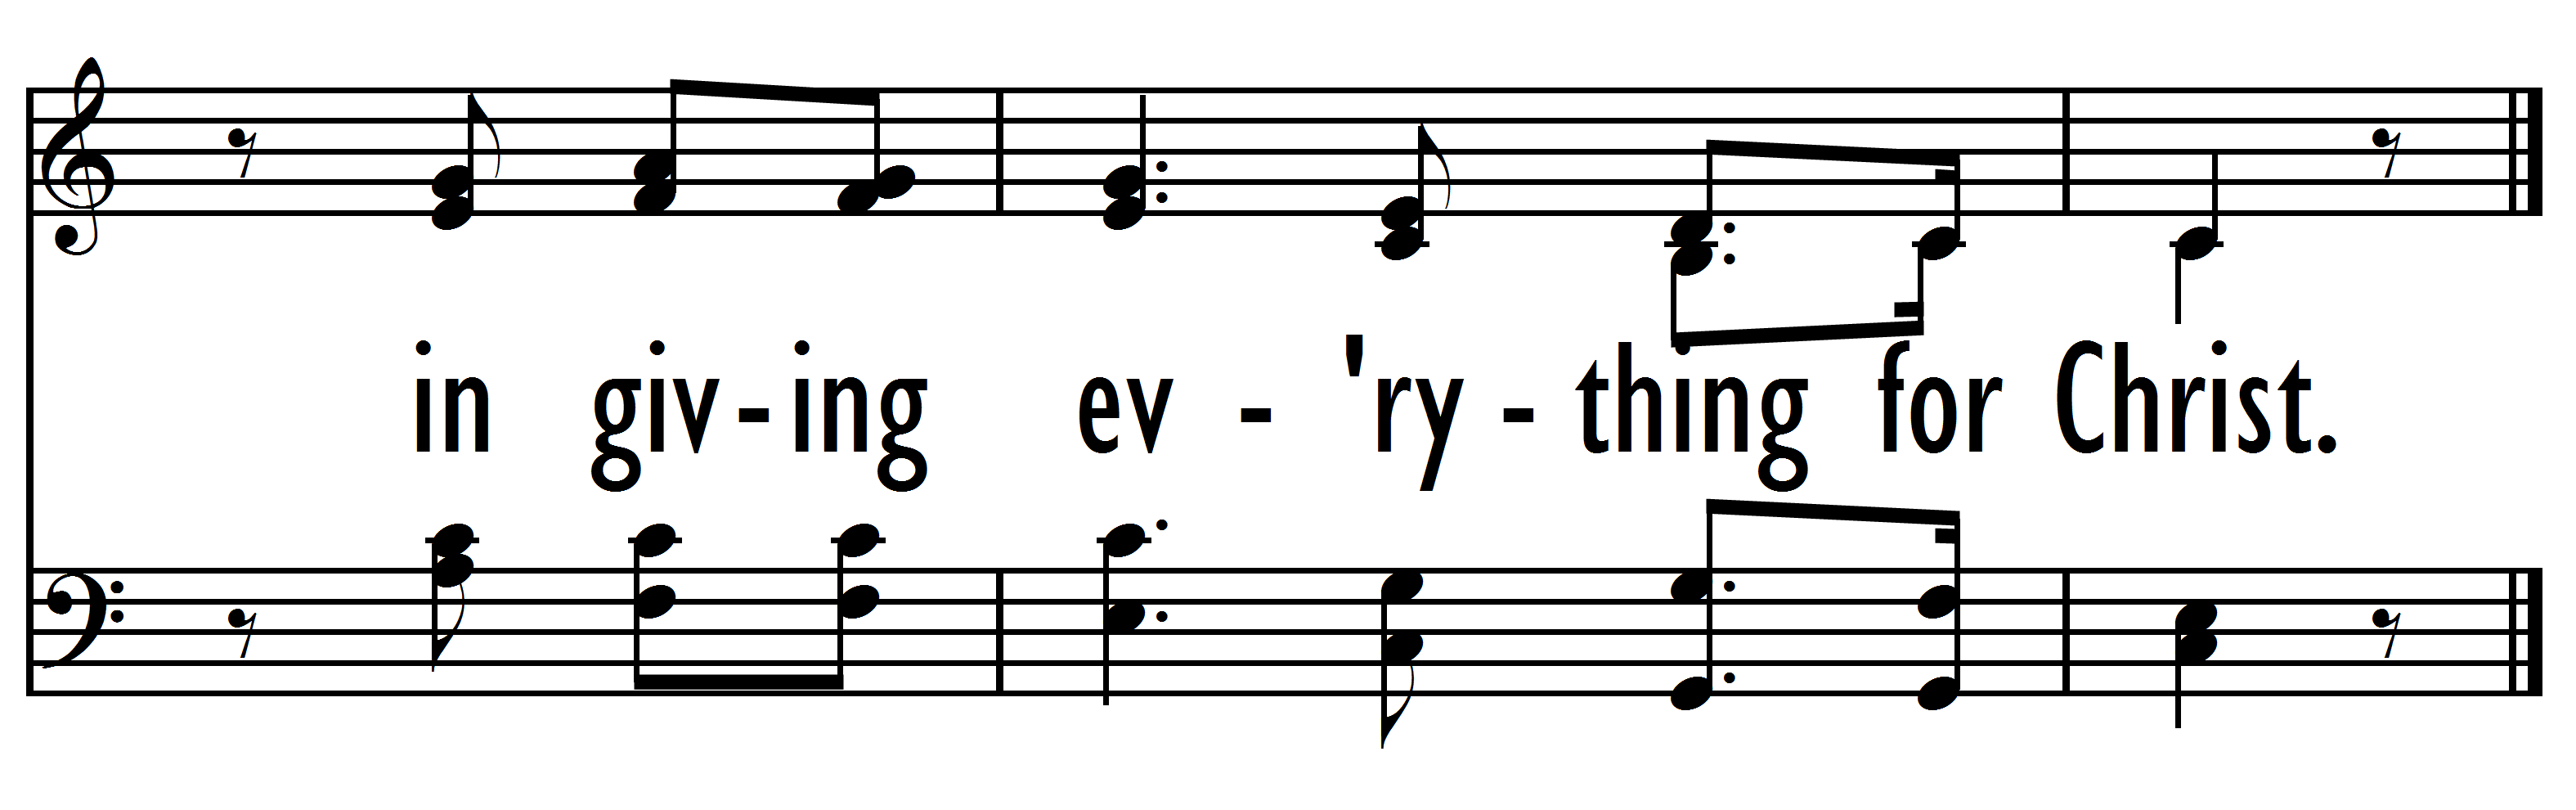 in giv - ing ev - 'ry - thing for Christ.